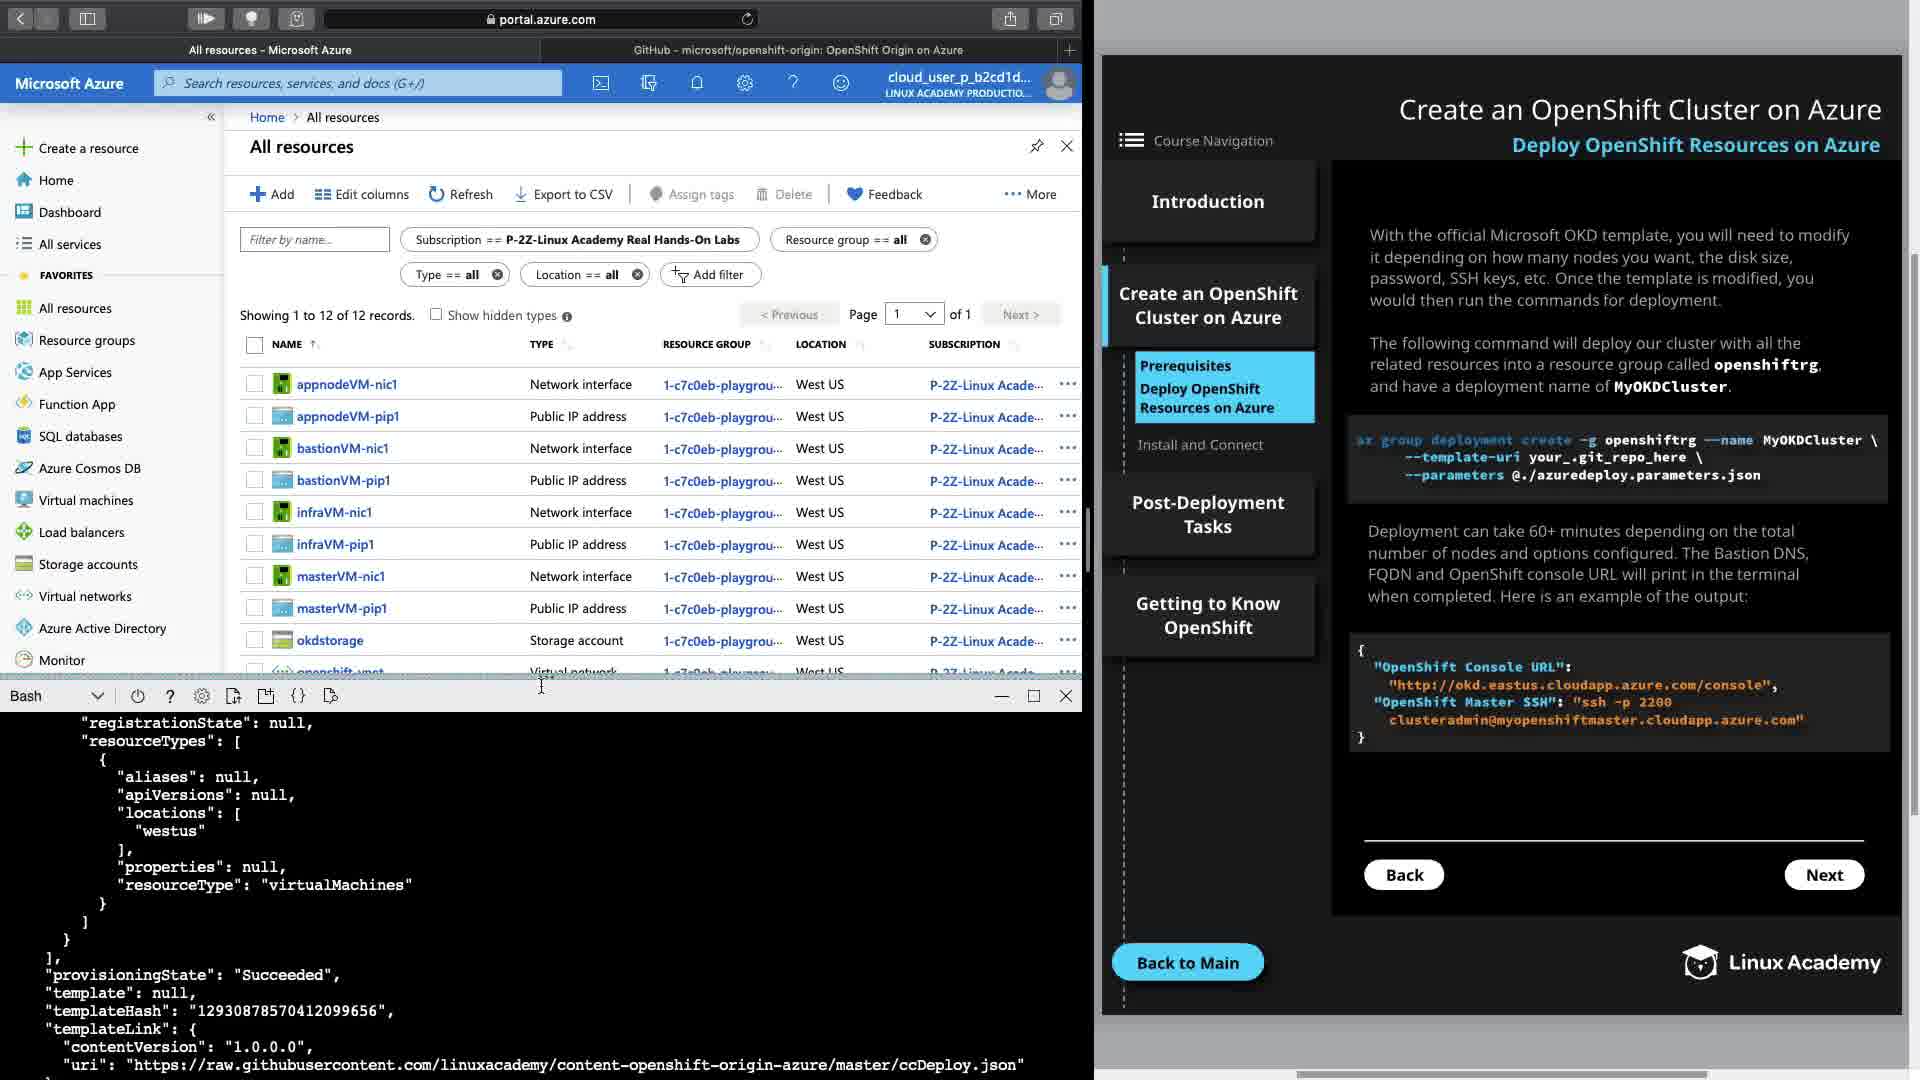 portal.azure.com
All resources - Microsoft Azure
GitHub - microsoft/openshift-origin: OpenShift Origin on Azure
Microsoft Azure
Search resources, services, and docs (G+/)
cloud_user_p_b2cd1d...
LINUX ACADEMY PRODUCTIO...
Create a resource
Home
Dashboard
All services
FAVORITES
All resources
Resource groups
App Services
Function App
SQL databases
Azure Cosmos DB
Virtual machines
Load balancers
Storage accounts
Virtual networks
Azure Active Directory
Monitor
Home > All resources
All resources
Add Edit columns Refresh Export to CSV Assign tags Delete Feedback More
Filter by name... Subscription == P-2Z-Linux Academy Real Hands-On Labs Resource group == all
Type == all Location == all Add filter
Showing 1 to 12 of 12 records. Show hidden types < Previous Page 1 of 1 Next >
NAME TYPE RESOURCE GROUP LOCATION SUBSCRIPTION
appnodeVM-nic1 Network interface 1-c7c0eb-playgrou... West US P-2Z-Linux Acade...
appnodeVM-pip1 Public IP address 1-c7c0eb-playgrou... West US P-2Z-Linux Acade...
bastionVM-nic1 Network interface 1-c7c0eb-playgrou... West US P-2Z-Linux Acade...
bastionVM-pip1 Public IP address 1-c7c0eb-playgrou... West US P-2Z-Linux Acade...
infraVM-nic1 Network interface 1-c7c0eb-playgrou... West US P-2Z-Linux Acade...
infraVM-pip1 Public IP address 1-c7c0eb-playgrou... West US P-2Z-Linux Acade...
masterVM-nic1 Network interface 1-c7c0eb-playgrou... West US P-2Z-Linux Acade...
masterVM-pip1 Public IP address 1-c7c0eb-playgrou... West US P-2Z-Linux Acade...
okdstorage Storage account 1-c7c0eb-playgrou... West US P-2Z-Linux Acade...
openshift-vnet Virtual network 1-c7c0eb-playgrou... West US P-2Z-Linux Acade...
Bash
"registrationState": null,
"resourceTypes": [
{
"aliases": null,
"apiVersions": null,
"locations": [
"westus"
],
"properties": null,
"resourceType": "virtualMachines"
}
]
}
],
"provisioningState": "Succeeded",
"template": null,
"templateHash": "12930878570412099656",
"templateLink": {
"contentVersion": "1.0.0.0",
"uri": "https://raw.githubusercontent.com/linuxacademy/content-openshift-origin-azure/master/ccDeploy.json"
Create an OpenShift Cluster on Azure
Deploy OpenShift Resources on Azure
Course Navigation
Introduction
Create an OpenShift
Cluster on Azure
Prerequisites
Deploy OpenShift
Resources on Azure
Install and Connect
Post-Deployment
Tasks
Getting to Know
OpenShift
Back to Main
With the official Microsoft OKD template, you will need to modify
it depending on how many nodes you want, the disk size,
password, SSH keys, etc. Once the template is modified, you
would then run the commands for deployment.
The following command will deploy our cluster with all the
related resources into a resource group called openshiftrg,
and have a deployment name of MyOKDCluster.
az group deployment create -g openshiftrg --name MyOKDCluster \
--template-uri your_.git_repo_here \
--parameters @./azuredeploy.parameters.json
Deployment can take 60+ minutes depending on the total
number of nodes and options configured. The Bastion DNS,
FQDN and OpenShift console URL will print in the terminal
when completed. Here is an example of the output:
{
"OpenShift Console URL":
"http://okd.eastus.cloudapp.azure.com/console",
"OpenShift Master SSH": "ssh -p 2200
clusteradmin@myopenshiftmaster.cloudapp.azure.com"
}
Back
Next
Linux Academy